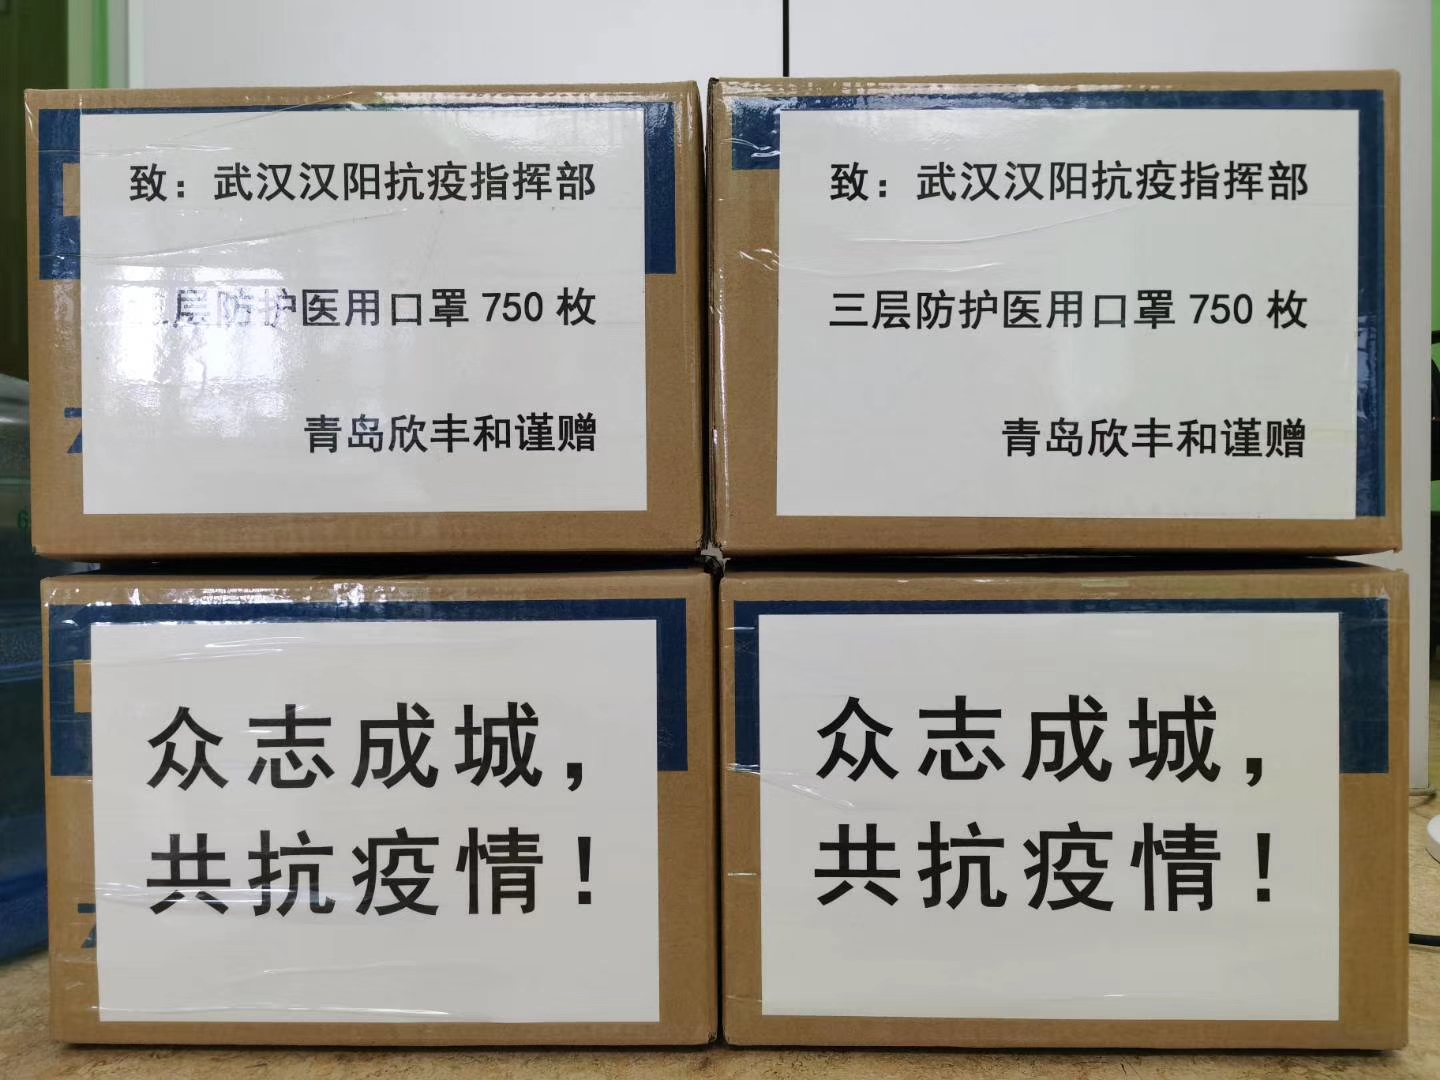 致：武汉汉阳抗疫指挥部
三层防护医用口罩 750 枚
青岛欣丰和谨赠
致：武汉汉阳抗疫指挥部
三层防护医用口罩 750 枚
青岛欣丰和谨赠
众志成城，
共抗疫情！
众志成城，
共抗疫情！